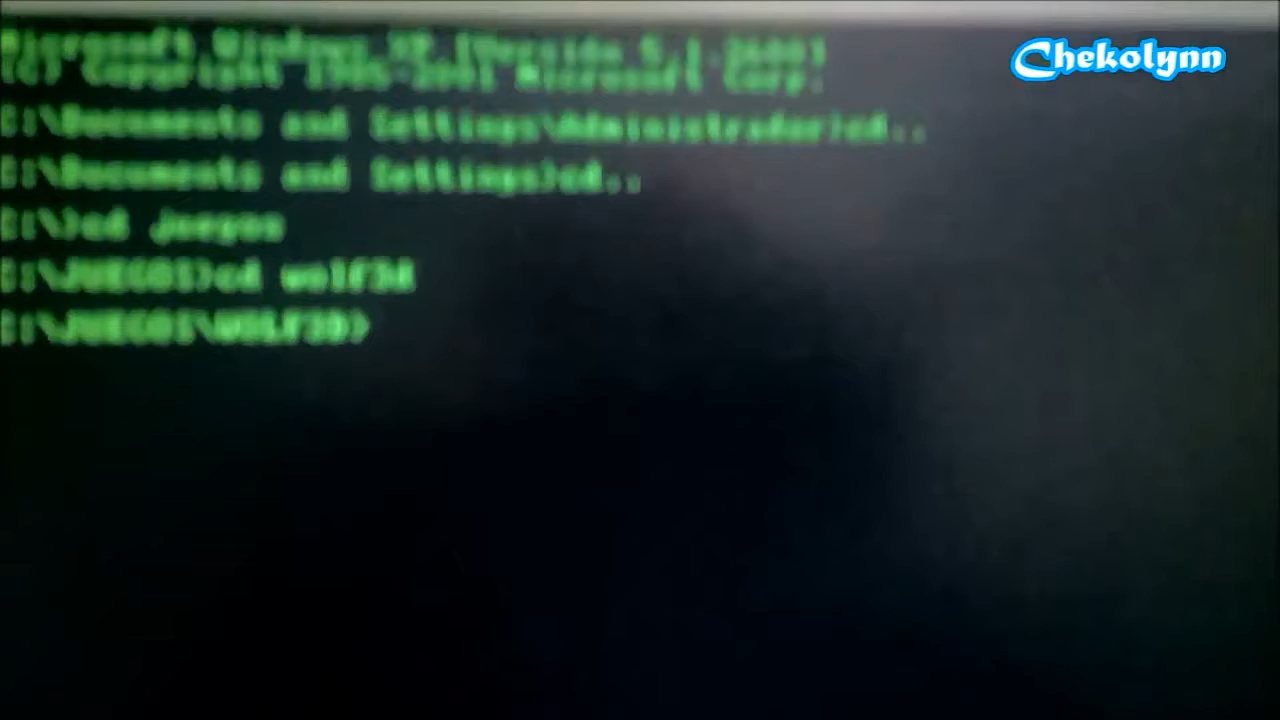 Microsoft Windows XP [Versión 5.1.2600]
(C) Copyright 1985-2001 Microsoft Corp.
C:\Documents and Settings\Administrador>cd..
C:\Documents and Settings>cd..
C:\>cd juegos
C:\JUEGOS>cd wolf3d
C:\JUEGOS\WOLF3D>
Chekolynn